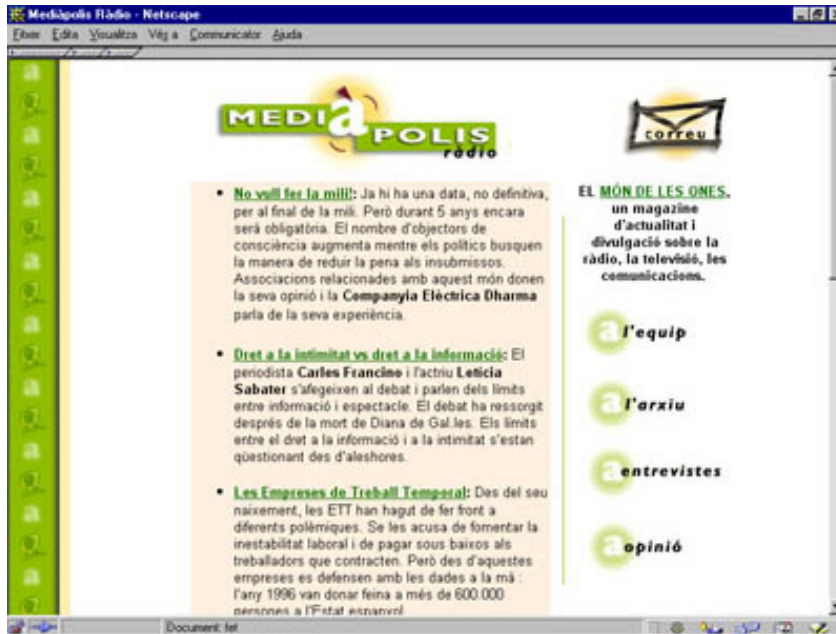 Mediàpolis Ràdio - Netscape
Fitxer Edita Visualitza Vés a Communicator Ajuda
MEDIÀPOLIS
ràdio
correu
No vull fer la mili!: Ja hi ha una data, no definitiva,
per al final de la mili. Però durant 5 anys encara
serà obligatòria. El nombre d'objectors de
consciència augmenta mentre els polítics busquen
la manera de reduir la pena als insubmissos.
Associacions relacionades amb aquest món donen
la seva opinió i la Companyia Elèctrica Dharma
parla de la seva experiència.
Dret a la intimitat vs dret a la informació: El
periodista Carles Francino i l'actriu Leticia
Sabater s'afegeixen al debat i parlen dels límits
entre informació i espectacle. El debat ha ressorgit
després de la mort de Diana de Gal.les. Els límits
entre el dret a la informació i a la intimitat s'estan
qüestionant des d'aleshores.
Les Empreses de Treball Temporal: Des del seu
naixement, les ETT han hagut de fer front a
diferents polèmiques. Se les acusa de fomentar la
inestabilitat laboral i de pagar sous baixos als
treballadors que contracten. Però des d'aquestes
empreses es defensen amb les dades a la mà :
l'any 1996 van donar feina a més de 600.000
persones a l'Estat espanyol
EL MÓN DE LES ONES,
un magazine
d'actualitat i
divulgació sobre la
ràdio, la televisió, les
comunicacions.
a l'equip
a l'arxiu
a entrevistes
a opinió
Document: fet